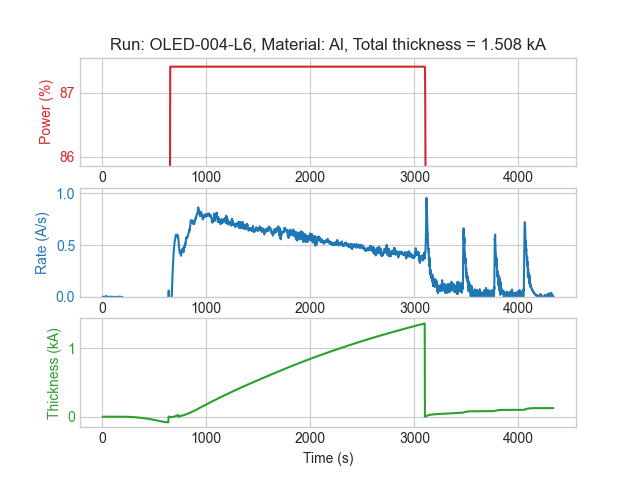 Run: OLED-004-L6, Material: Al, Total thickness = 1.508 kA
Power (%)
87
86
0 1000 2000 3000 4000
Rate (A/s)
1.0
0.5
0.0
0 1000 2000 3000 4000
Thickness (kA)
1
0
0 1000 2000 3000 4000
Time (s)